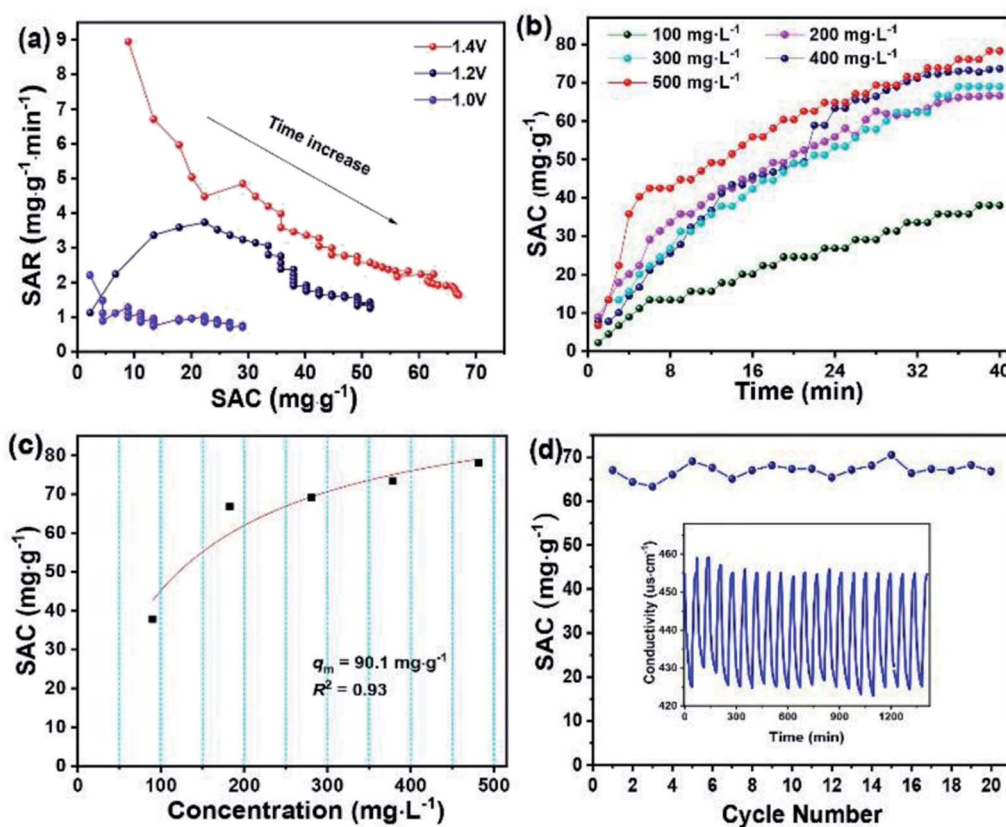 (a)
9
8
7
6
5
4
3
2
1
0
SAR (mg.g⁻¹.min⁻¹)
1.4V
1.2V
1.0V
Time increase
0 10 20 30 40 50 60 70
SAC (mg.g⁻¹)
(b)
100 mg·L⁻¹ 200 mg·L⁻¹
300 mg·L⁻¹ 400 mg·L⁻¹
500 mg·L⁻¹
80
70
60
50
40
30
20
10
0
SAC (mg·g⁻¹)
0 8 16 24 32 40
Time (min)
(c)
80
70
60
50
40
30
20
10
0
SAC (mg·g⁻¹)
qm = 90.1 mg·g⁻¹
R² = 0.93
0 100 200 300 400 500
Concentration (mg·L⁻¹)
(d)
70
60
50
40
30
20
10
0
SAC (mg·g⁻¹)
460
450
440
430
420
Conductivity (us·cm⁻¹)
0 300 600 900 1200
Time (min)
0 2 4 6 8 10 12 14 16 18 20
Cycle Number